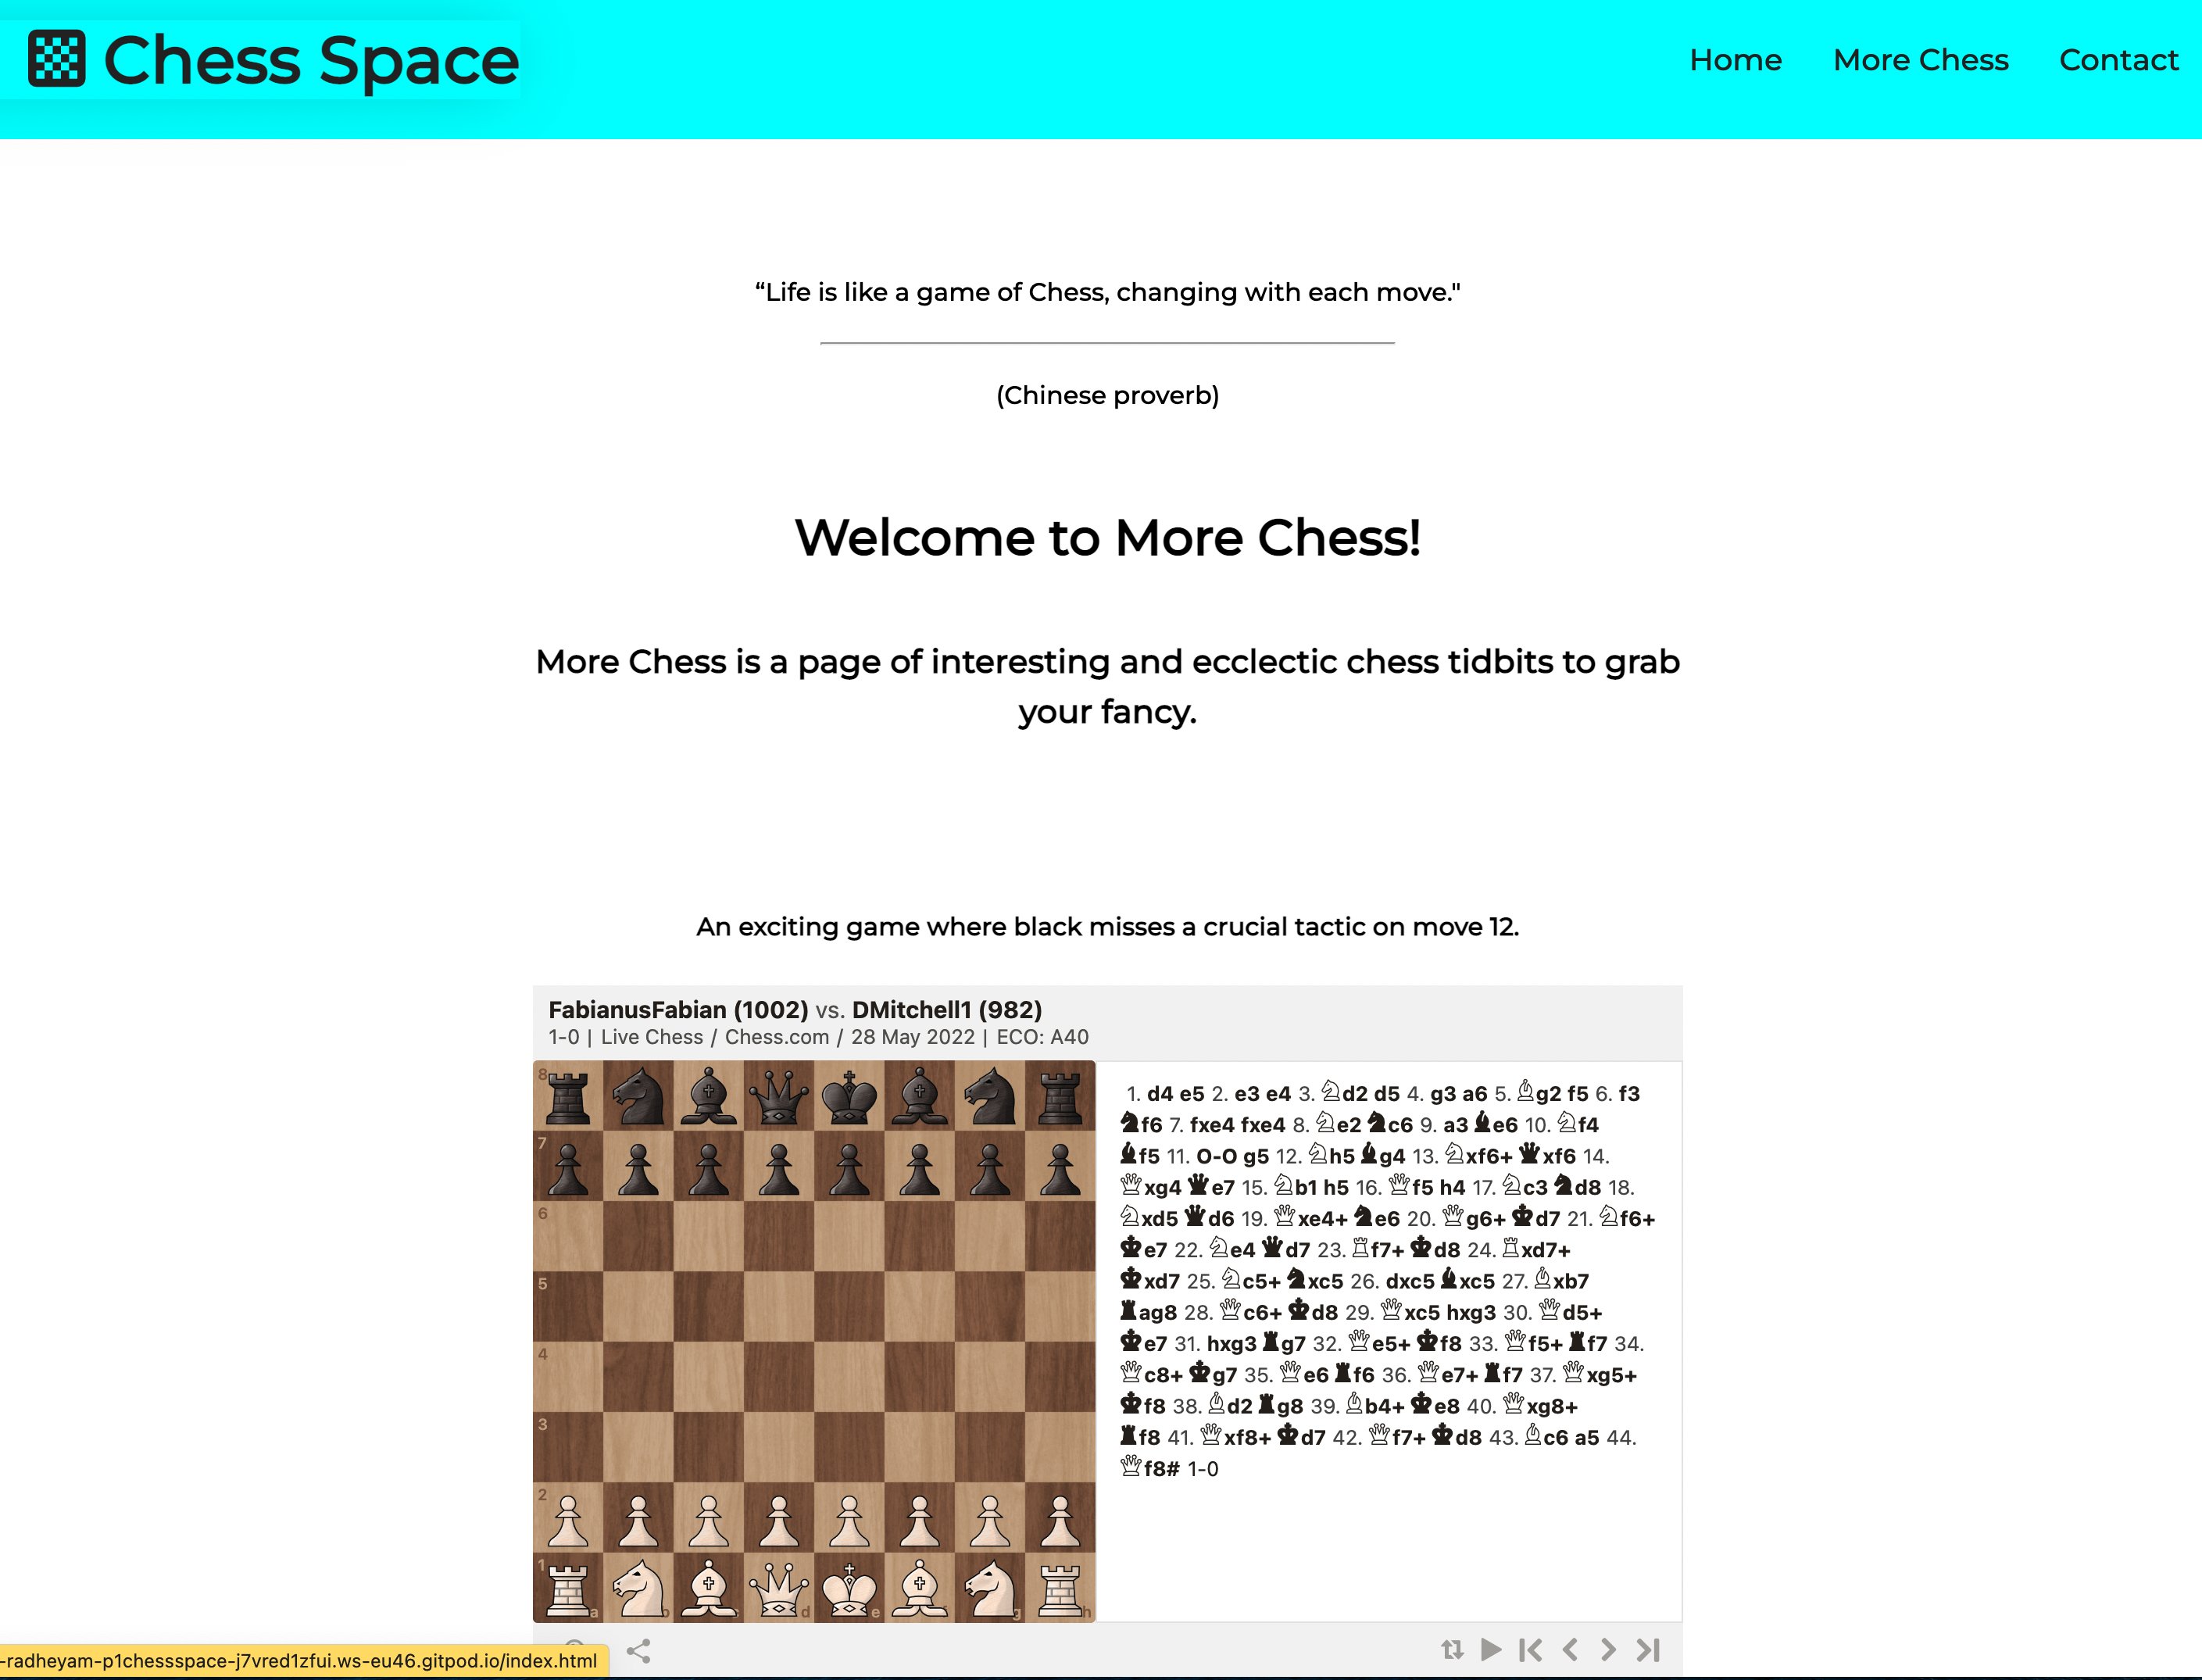 Chess Space
Home More Chess Contact
“Life is like a game of Chess, changing with each move."
(Chinese proverb)
Welcome to More Chess!
More Chess is a page of interesting and ecclectic chess tidbits to grab
your fancy.
An exciting game where black misses a crucial tactic on move 12.
FabianusFabian (1002) vs. DMitchell1 (982)
1-0 | Live Chess / Chess.com / 28 May 2022 | ECO: A40
8
7
6
5
4
3
2
1
a b d e g h
1. d4 e5 2. e3 e4 3. ♘d2 d5 4. g3 a6 5. ♗g2 f5 6. f3
♞f6 7. fxe4 fxe4 8. ♘e2 ♞c6 9. a3 ♝e6 10. ♘f4
♝f5 11. O-O g5 12. ♘h5 ♝g4 13. ♘xf6+ ♛xf6 14.
♕xg4 ♛e7 15. ♘b1 h5 16. ♕f5 h4 17. ♘c3 ♞d8 18.
♘xd5 ♛d6 19. ♕xe4+ ♞e6 20. ♕g6+ ♚d7 21. ♘f6+
♚e7 22. ♘e4 ♛d7 23. ♖f7+ ♚d8 24. ♖xd7+
♚xd7 25. ♘c5+ ♞xc5 26. dxc5 ♝xc5 27. ♗xb7
♜ag8 28. ♕c6+ ♚d8 29. ♕xc5 hxg3 30. ♕d5+
♚e7 31. hxg3 ♜g7 32. ♕e5+ ♚f8 33. ♕f5+ ♜f7 34.
♕c8+ ♚g7 35. ♕e6 ♜f6 36. ♕e7+ ♜f7 37. ♕xg5+
♚f8 38. ♗d2 ♜g8 39. ♗b4+ ♚e8 40. ♕xg8+
♜f8 41. ♕xf8+ ♚d7 42. ♕f7+ ♚d8 43. ♗c6 a5 44.
♕f8# 1-0
-radheyam-p1chessspace-j7vred1zfui.ws-eu46.gitpod.io/index.html